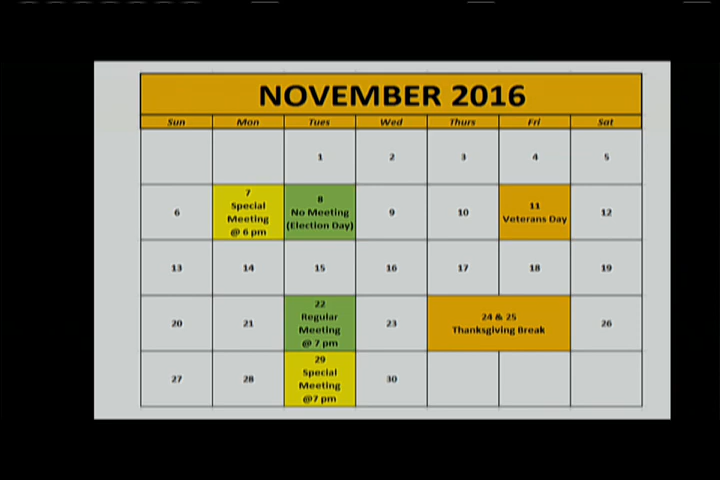 NOVEMBER 2016
Sun Mon Tues Wed Thurs Fri Sat
1 2 3 4 5
6
7
Special
Meeting
@ 6 pm
8
No Meeting
(Election Day)
9
10
11
Veterans Day
12
13 14 15 16 17 18 19
20
21
22
Regular
Meeting
@ 7 pm
23
24 & 25
Thanksgiving Break
26
27
28
29
Special
Meeting
@7 pm
30